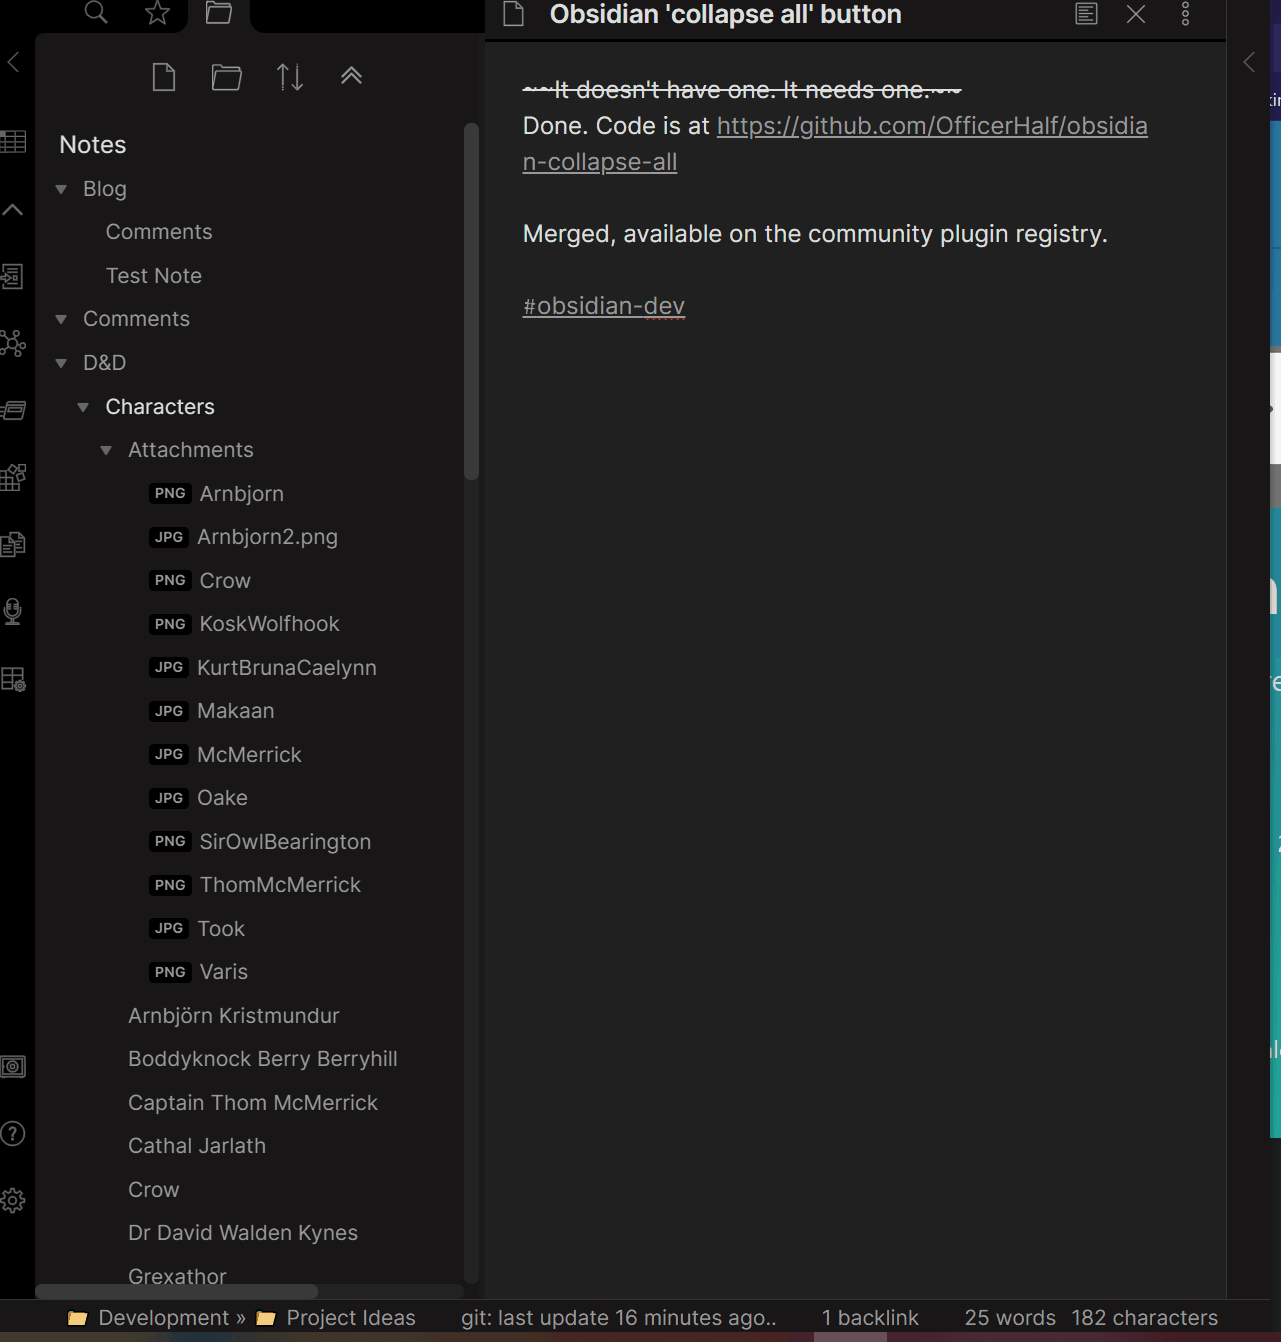 Obsidian 'collapse all' button
~~It doesn't have one. It needs one.~~
Done. Code is at https://github.com/OfficerHalf/obsidia
n-collapse-all
Merged, available on the community plugin registry.
#obsidian-dev
Notes
Blog
Comments
Test Note
Comments
D&D
Characters
Attachments
PNG Arnbjorn
JPG Arnbjorn2.png
PNG Crow
PNG KoskWolfhook
JPG KurtBrunaCaelynn
JPG Makaan
JPG McMerrick
JPG Oake
PNG SirOwlBearington
PNG ThomMcMerrick
JPG Took
PNG Varis
Arnbjörn Kristmundur
Boddyknock Berry Berryhill
Captain Thom McMerrick
Cathal Jarlath
Crow
Dr David Walden Kynes
Grexathor
Development » Project Ideas git: last update 16 minutes ago.. 1 backlink 25 words 182 characters